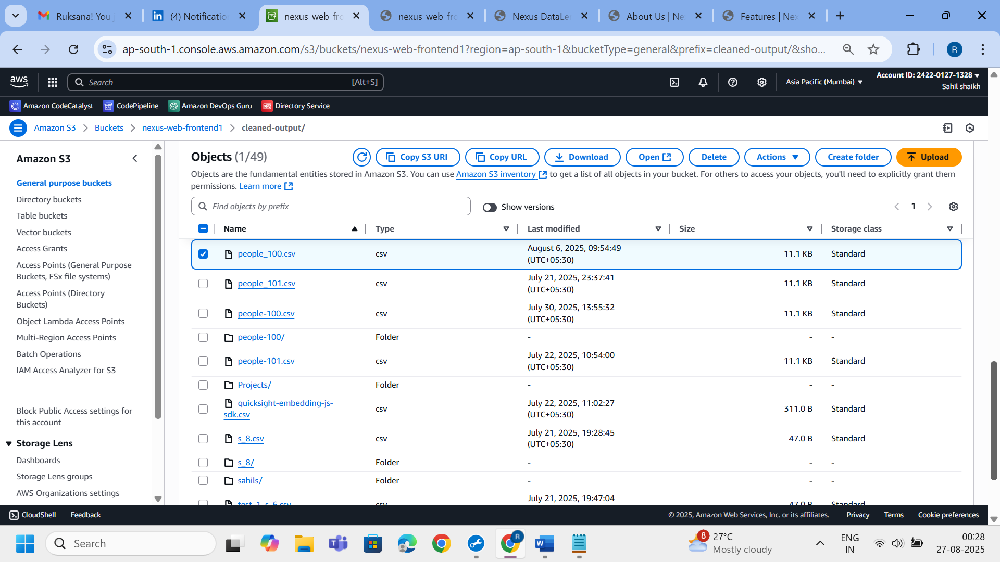 Ruksana! You j
(4) Notificatio
nexus-web-fro
nexus-web-fro
Nexus DataLe
About Us | Ne
Features | Nex
ap-south-1.console.aws.amazon.com/s3/buckets/nexus-web-frontend1?region=ap-south-1&bucketType=general&prefix=cleaned-output/&sho...
R
aws
Search
[Alt+S]
Asia Pacific (Mumbai)
Account ID: 2422-0127-1328
Sahil shaikh
Amazon CodeCatalyst
CodePipeline
Amazon DevOps Guru
Directory Service
Amazon S3
Buckets
nexus-web-frontend1
cleaned-output/
Amazon S3
General purpose buckets
Directory buckets
Table buckets
Vector buckets
Access Grants
Access Points (General Purpose
Buckets, FSx file systems)
Access Points (Directory
Buckets)
Object Lambda Access Points
Multi-Region Access Points
Batch Operations
IAM Access Analyzer for S3
Block Public Access settings for
this account
Storage Lens
Dashboards
Storage Lens groups
AWS Organizations settings
Objects (1/49)
Copy S3 URI
Copy URL
Download
Open
Delete
Actions
Create folder
Upload
Objects are the fundamental entities stored in Amazon S3. You can use Amazon S3 inventory to get a list of all objects in your bucket. For others to access your objects, you'll need to explicitly grant them
permissions. Learn more
Find objects by prefix
Show versions
1
Name
Type
Last modified
Size
Storage class
people_100.csv
csv
August 6, 2025, 09:54:49
(UTC+05:30)
11.1 KB
Standard
people_101.csv
csv
July 21, 2025, 23:37:41
(UTC+05:30)
11.1 KB
Standard
people-100.csv
csv
July 30, 2025, 13:55:32
(UTC+05:30)
11.1 KB
Standard
people-100/
Folder
-
-
-
people-101.csv
csv
July 22, 2025, 10:54:00
(UTC+05:30)
11.1 KB
Standard
Projects/
Folder
-
-
-
quicksight-embedding-js-
sdk.csv
csv
July 22, 2025, 11:02:27
(UTC+05:30)
311.0 B
Standard
s_8.csv
csv
July 21, 2025, 19:28:45
(UTC+05:30)
47.0 B
Standard
s_8/
Folder
-
-
-
sahils/
Folder
-
-
-
test_1_s_6.csv
csv
July 21, 2025, 19:47:04
47.0 B
Standard
CloudShell
Feedback
© 2025, Amazon Web Services, Inc. or its affiliates.
Privacy
Terms
Cookie preferences
Search
R
8
27°C
Mostly cloudy
ENG
IN
00:28
27-08-2025